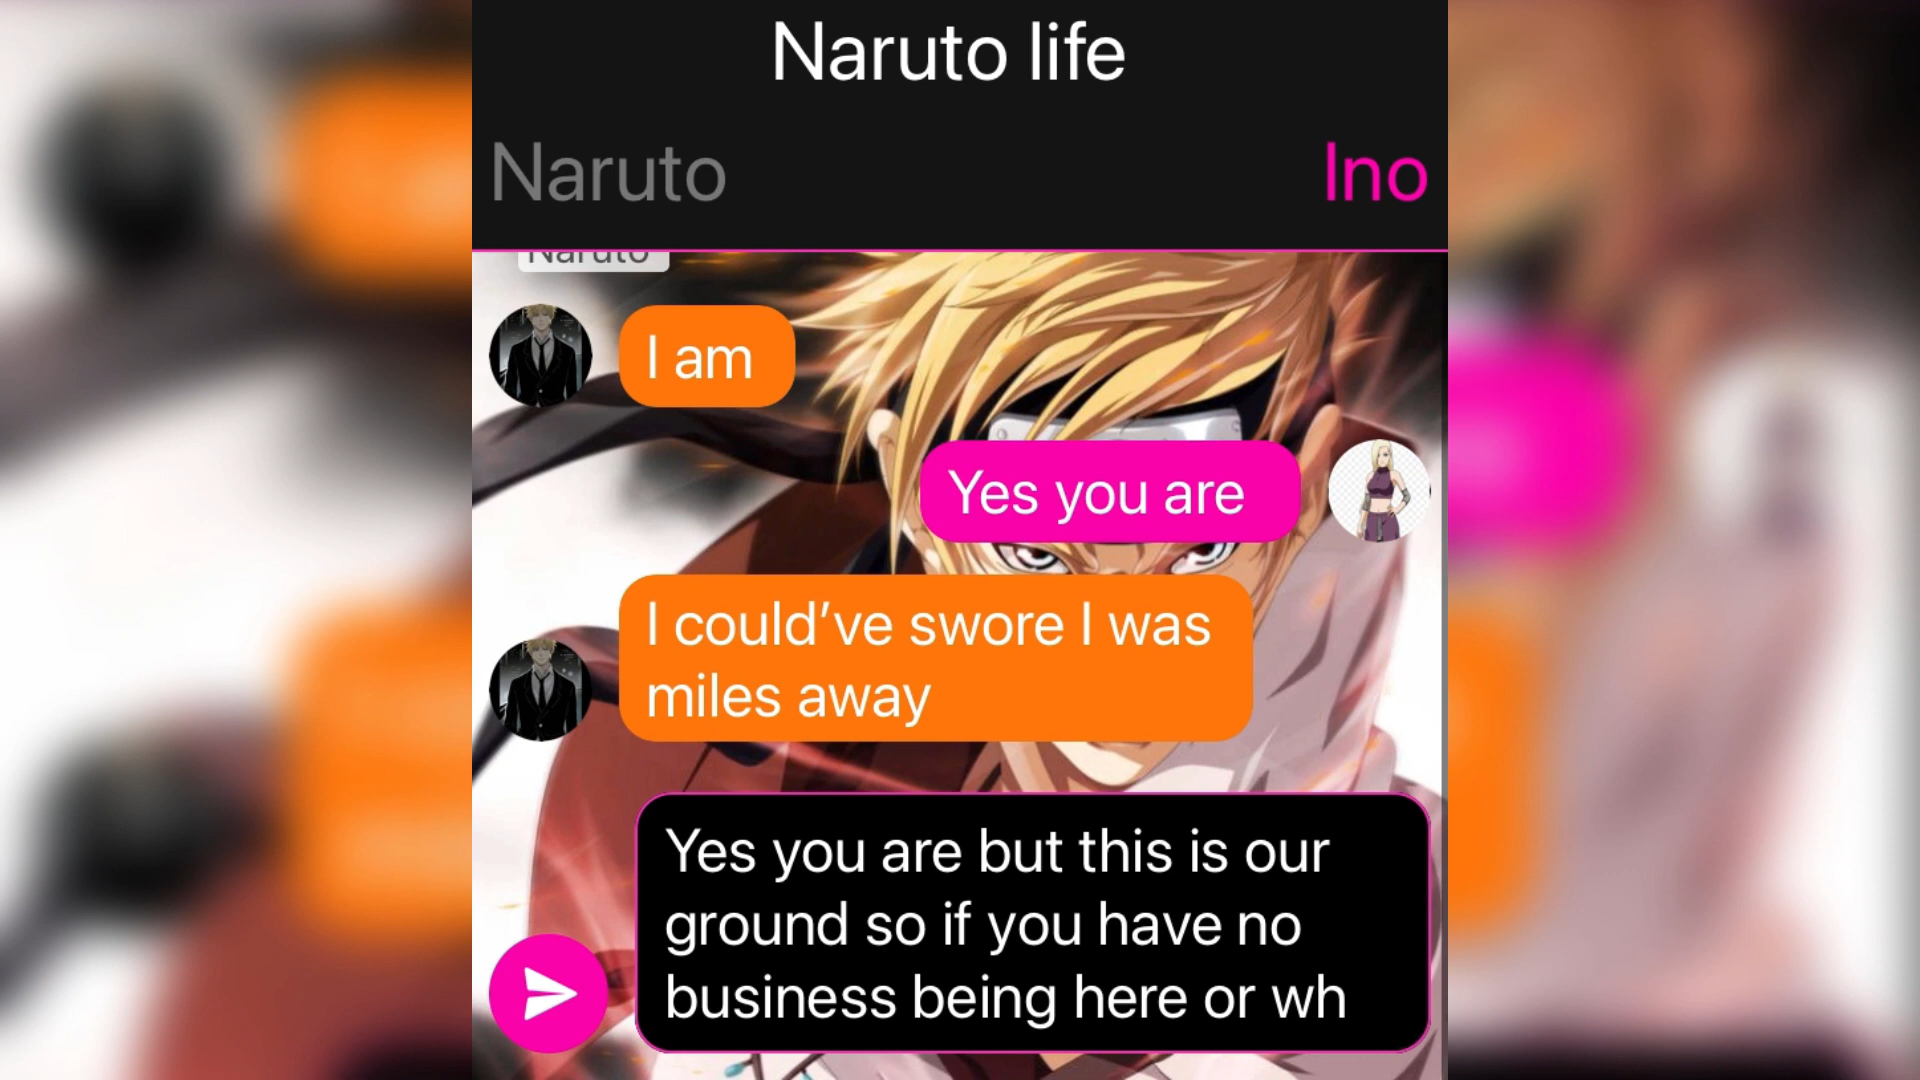 Naruto life
Naruto Ino
Naruto
I am
Yes you are
I could’ve swore I was
miles away
Yes you are but this is our
ground so if you have no
business being here or wh